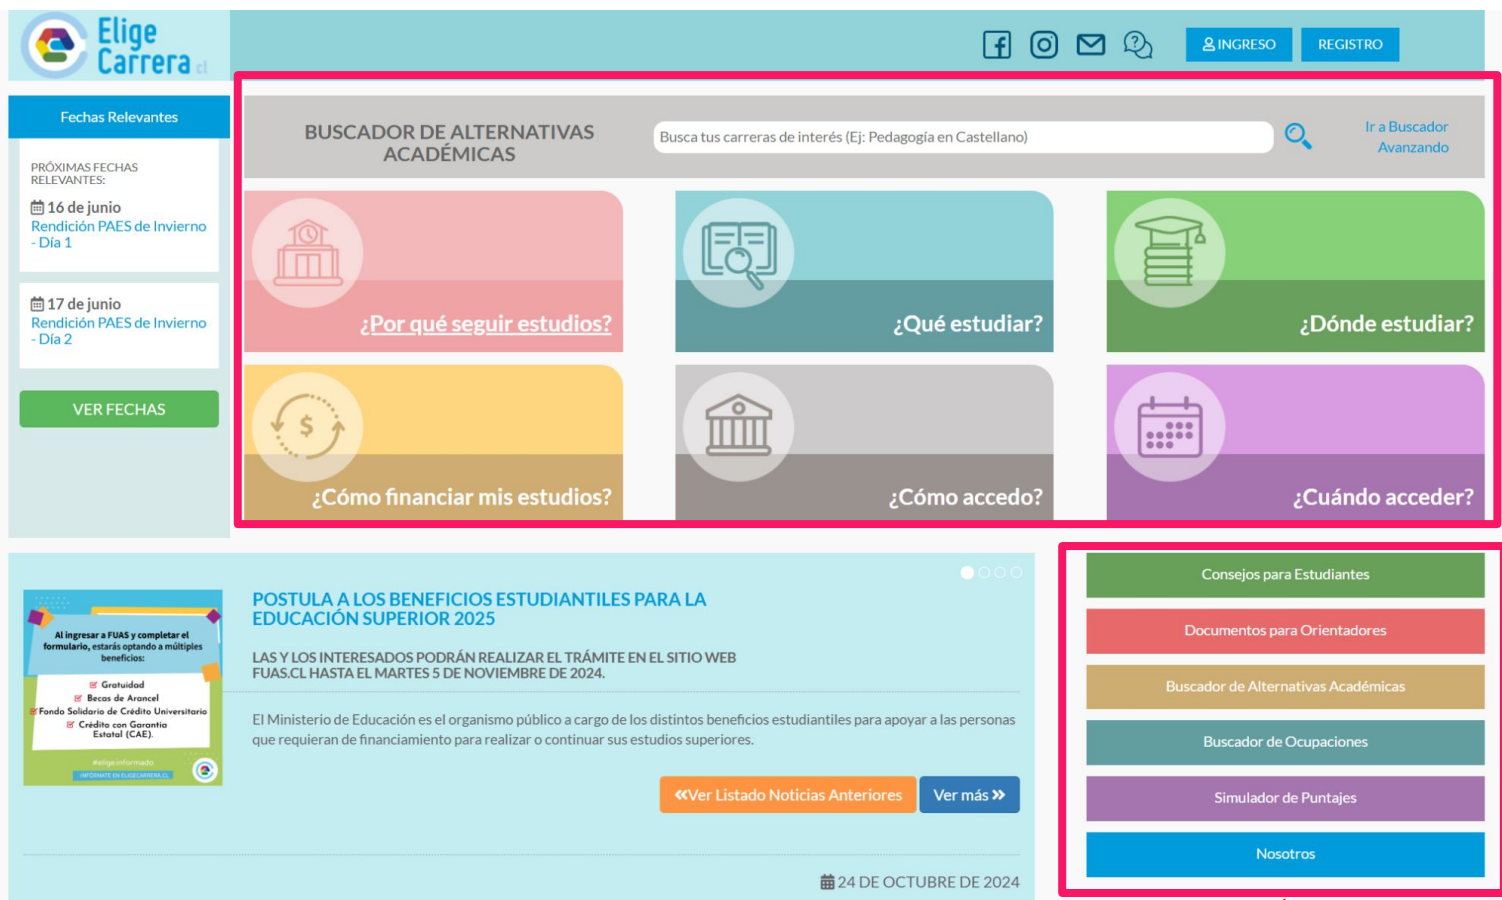 Elige
Carrera cl
INGRESO
REGISTRO
Fechas Relevantes
PRÓXIMAS FECHAS
RELEVANTES:
16 de junio
Rendición PAES de Invierno
- Día 1
17 de junio
Rendición PAES de Invierno
- Día 2
VER FECHAS
BUSCADOR DE ALTERNATIVAS
ACADÉMICAS
Busca tus carreras de interés (Ej: Pedagogía en Castellano)
Ir a Buscador
Avanzando
¿Por qué seguir estudios?
¿Qué estudiar?
¿Dónde estudiar?
¿Cómo financiar mis estudios?
¿Cómo accedo?
¿Cuándo acceder?
Al ingresar a FUAS y completar el
formulario, estarás optando a múltiples
beneficios:
Gratuidad
Becas de Arancel
Fondo Solidario de Crédito Universitario
Crédito con Garantía
Estatal (CAE).
#eligeinformado
INFÓRMATE EN ELIGECARRERA.CL
POSTULA A LOS BENEFICIOS ESTUDIANTILES PARA LA
EDUCACIÓN SUPERIOR 2025
LAS Y LOS INTERESADOS PODRÁN REALIZAR EL TRÁMITE EN EL SITIO WEB
FUAS.CL HASTA EL MARTES 5 DE NOVIEMBRE DE 2024.
El Ministerio de Educación es el organismo público a cargo de los distintos beneficios estudiantiles para apoyar a las personas
que requieran de financiamiento para realizar o continuar sus estudios superiores.
«Ver Listado Noticias Anteriores
Ver más »
24 DE OCTUBRE DE 2024
Consejos para Estudiantes
Documentos para Orientadores
Buscador de Alternativas Académicas
Buscador de Ocupaciones
Simulador de Puntajes
Nosotros